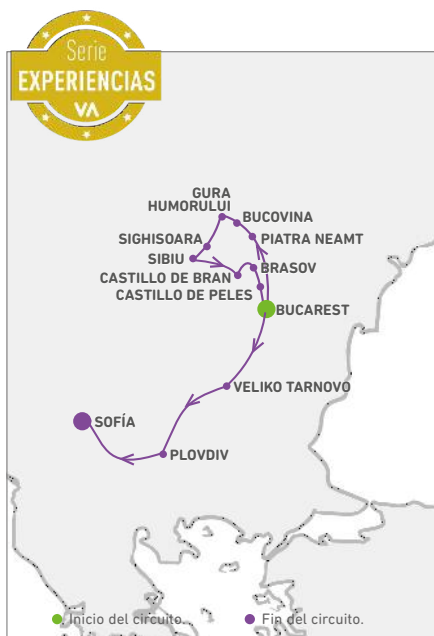 Serie
EXPERIENCIAS
VA
GURA
HUMORULUI
BUCOVINA
PIATRA NEAMT
SIGHISOARA
SIBIU
BRASOV
CASTILLO DE BRAN
CASTILLO DE PELES
BUCAREST
VELIKO TARNOVO
SOFÍA
PLOVDIV
Inicio del circuito.
Fin del circuito.